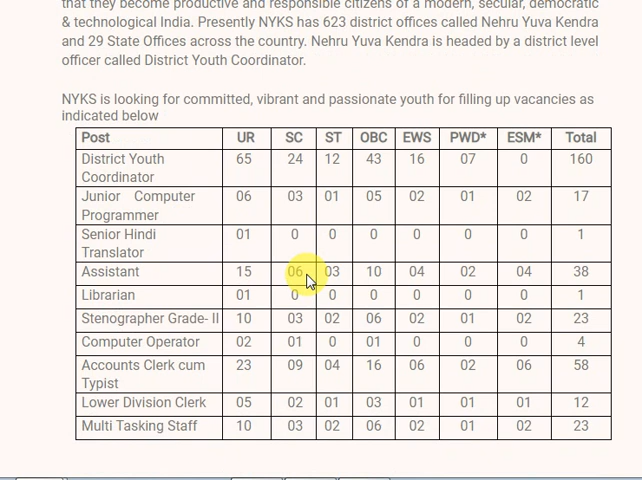 that they become productive and responsible citizens of a modern, secular, democratic
& technological India. Presently NYKS has 623 district offices called Nehru Yuva Kendra
and 29 State Offices across the country. Nehru Yuva Kendra is headed by a district level
officer called District Youth Coordinator.
NYKS is looking for committed, vibrant and passionate youth for filling up vacancies as
indicated below
Post UR SC ST OBC EWS PWD* ESM* Total
District Youth 65 24 12 43 16 07 0 160
Coordinator
Junior Computer 06 03 01 05 02 01 02 17
Programmer
Senior Hindi 01 0 0 0 0 0 0 1
Translator
Assistant 15 06 03 10 04 02 04 38
Librarian 01 0 0 0 0 0 0 1
Stenographer Grade- II 10 03 02 06 02 01 02 23
Computer Operator 02 01 0 01 0 0 0 4
Accounts Clerk cum 23 09 04 16 06 02 06 58
Typist
Lower Division Clerk 05 02 01 03 01 01 01 12
Multi Tasking Staff 10 03 02 06 02 01 02 23